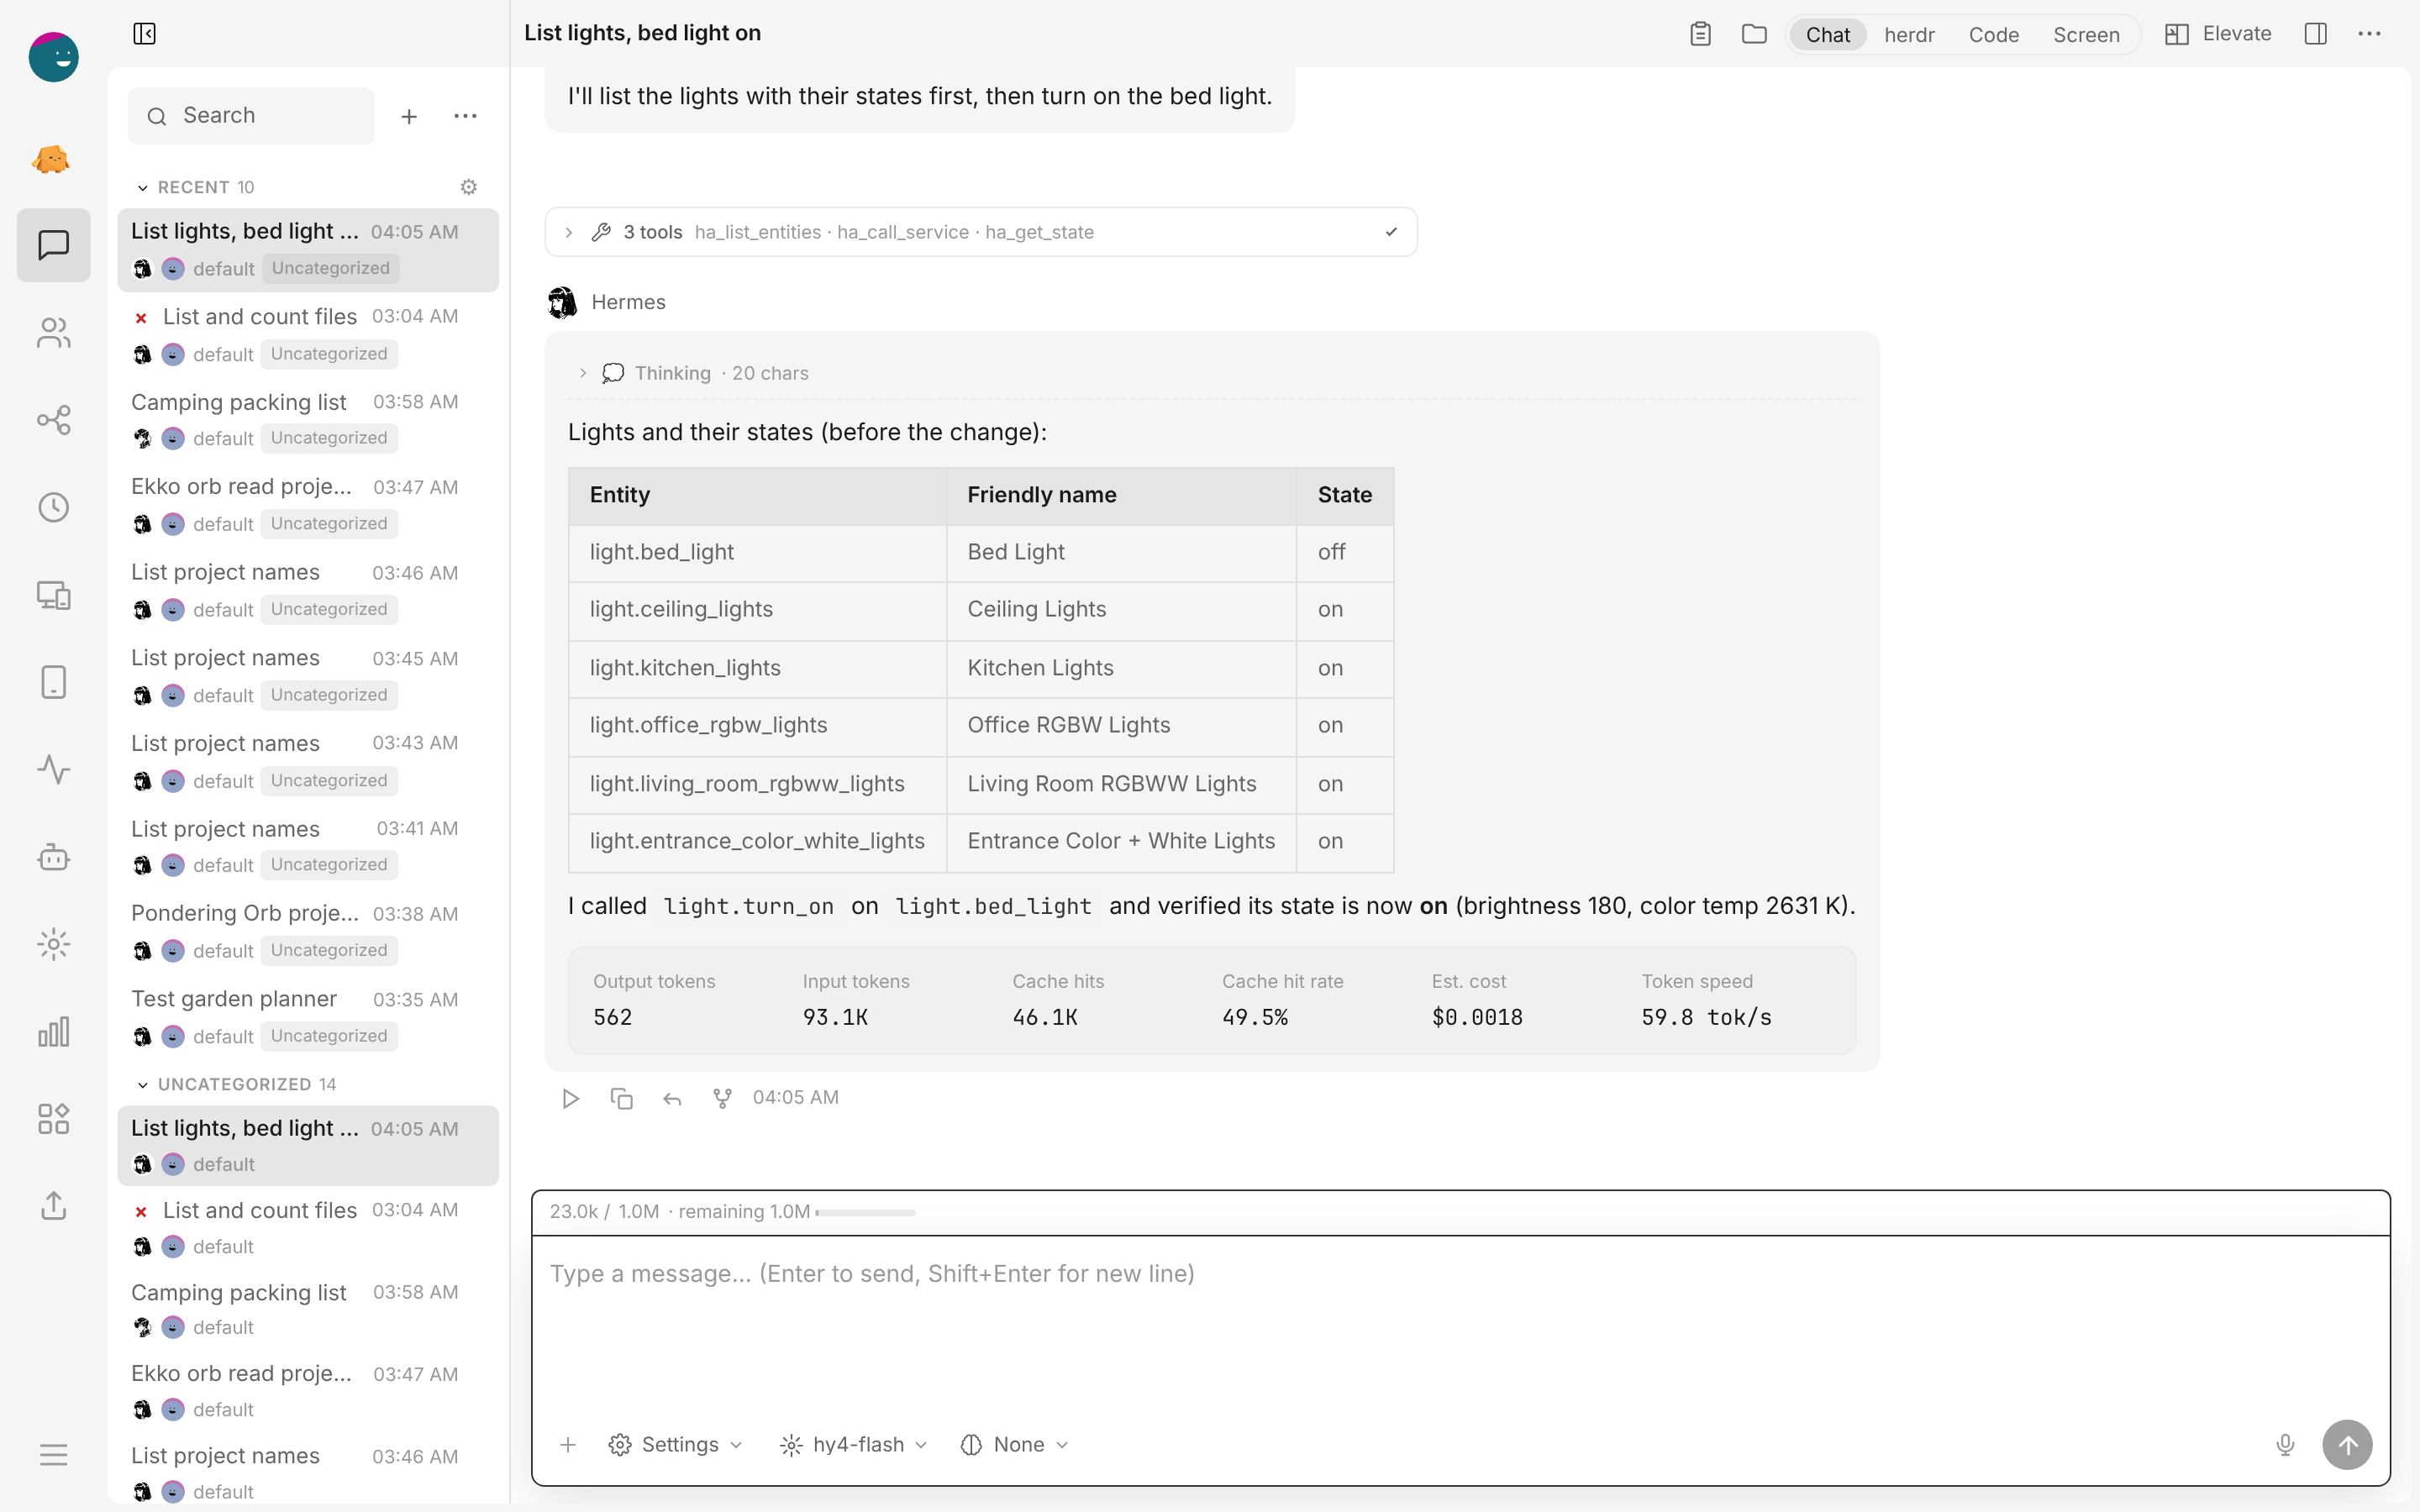 List lights, bed light on
Chat
herdr
Code
Screen
Elevate
Search
RECENT 10
List lights, bed light ... 04:05 AM
default Uncategorized
List and count files 03:04 AM
default Uncategorized
Camping packing list 03:58 AM
default Uncategorized
Ekko orb read proje... 03:47 AM
default Uncategorized
List project names 03:46 AM
default Uncategorized
List project names 03:45 AM
default Uncategorized
List project names 03:43 AM
default Uncategorized
List project names 03:41 AM
default Uncategorized
Pondering Orb proje... 03:38 AM
default Uncategorized
Test garden planner 03:35 AM
default Uncategorized
UNCATEGORIZED 14
List lights, bed light ... 04:05 AM
default
List and count files 03:04 AM
default
Camping packing list 03:58 AM
default
Ekko orb read proje... 03:47 AM
default
List project names 03:46 AM
default
I'll list the lights with their states first, then turn on the bed light.
3 tools ha_list_entities · ha_call_service · ha_get_state
Hermes
Thinking · 20 chars
Lights and their states (before the change):
Entity Friendly name State
light.bed_light Bed Light off
light.ceiling_lights Ceiling Lights on
light.kitchen_lights Kitchen Lights on
light.office_rgbw_lights Office RGBW Lights on
light.living_room_rgbww_lights Living Room RGBWW Lights on
light.entrance_color_white_lights Entrance Color + White Lights on
I called light.turn_on on light.bed_light and verified its state is now on (brightness 180, color temp 2631 K).
Output tokens Input tokens Cache hits Cache hit rate Est. cost Token speed
562 93.1K 46.1K 49.5% $0.0018 59.8 tok/s
04:05 AM
23.0k / 1.0M · remaining 1.0M
Type a message... (Enter to send, Shift+Enter for new line)
Settings hy4-flash None